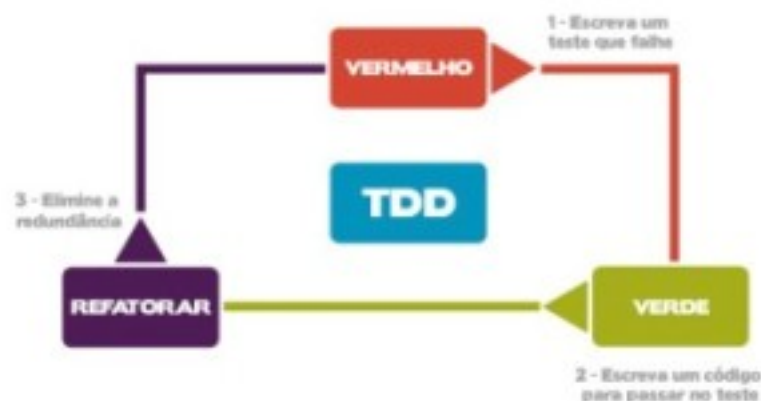 1 - Escreva um
teste que falhe
VERMELHO
3 - Elimine a
redundância
TDD
REFATORAR
VERDE
2 - Escreva um código
para passar no teste